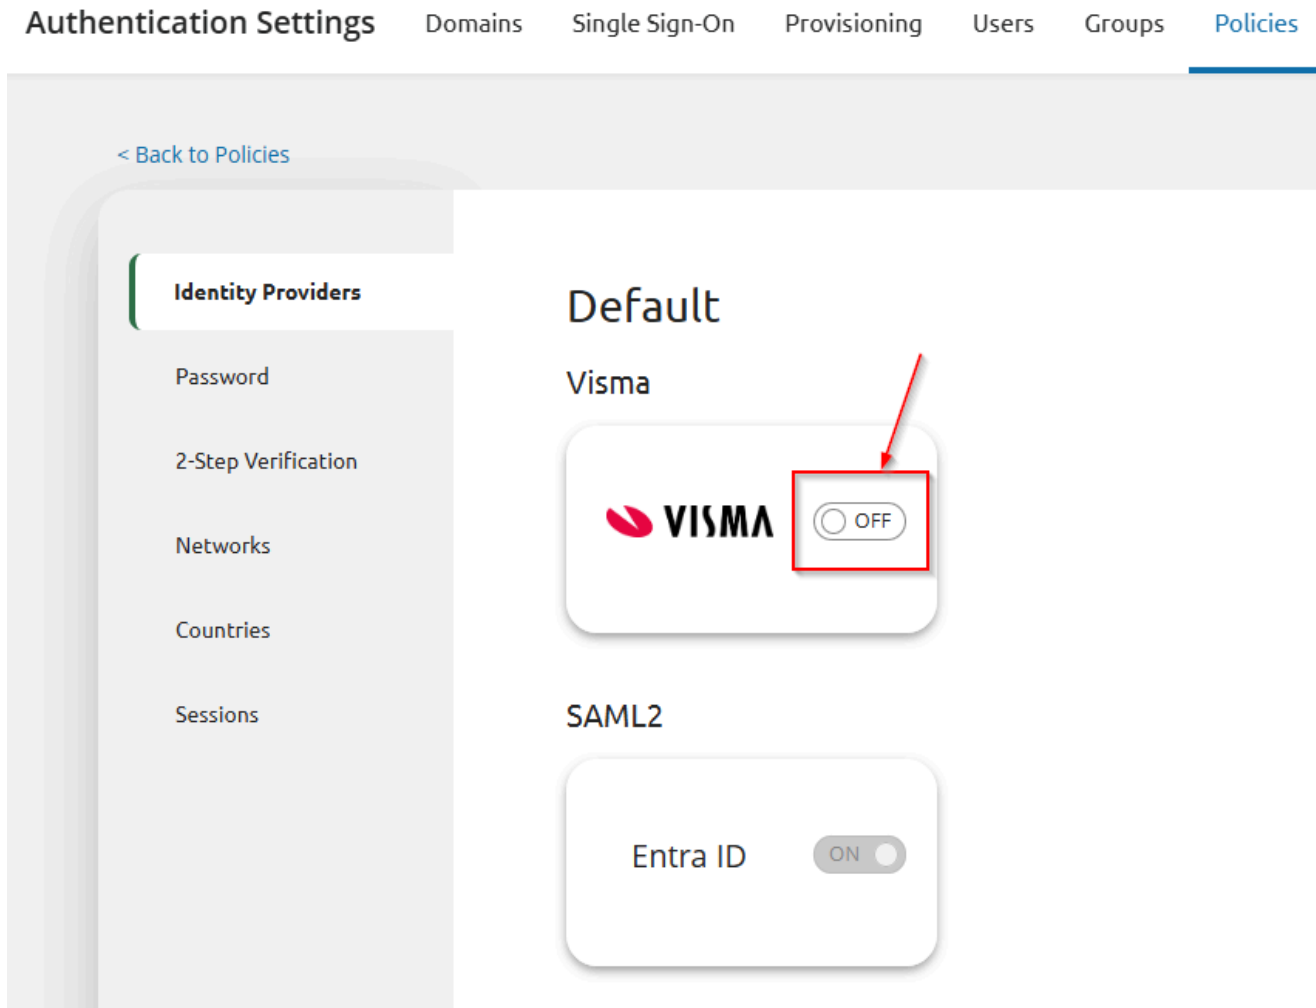 Authentication Settings Domains Single Sign-On Provisioning Users Groups Policies
< Back to Policies
Identity Providers
Password
2-Step Verification
Networks
Countries
Sessions
Default
Visma
VISMA OFF
SAML2
Entra ID ON